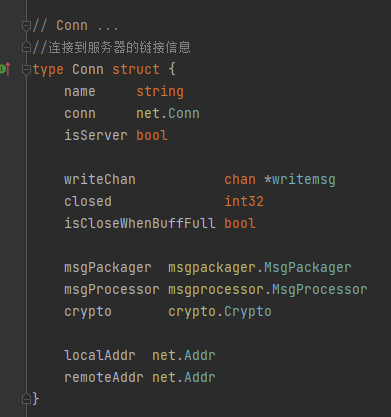 // Conn ...
//连接到服务器的链接信息
type Conn struct {
name string
conn net.Conn
isServer bool
writeChan chan *writemsg
closed int32
isCloseWhenBuffFull bool
msgPackager msgpackager.MsgPackager
msgProcessor msgprocessor.MsgProcessor
crypto crypto.Crypto
localAddr net.Addr
remoteAddr net.Addr
}